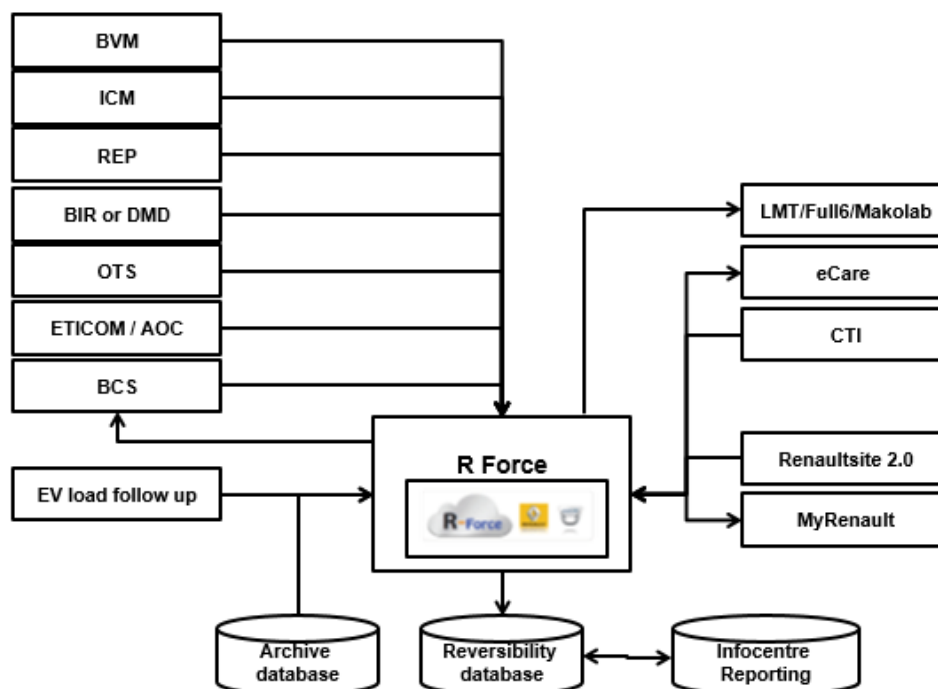 BVM
ICM
REP
BIR or DMD
OTS
ETICOM / AOC
BCS
EV load follow up
LMT/Full6/Makolab
eCare
CTI
Renaultsite 2.0
MyRenault
R Force
R-Force
Archive
database
Reversibility
database
Infocentre
Reporting